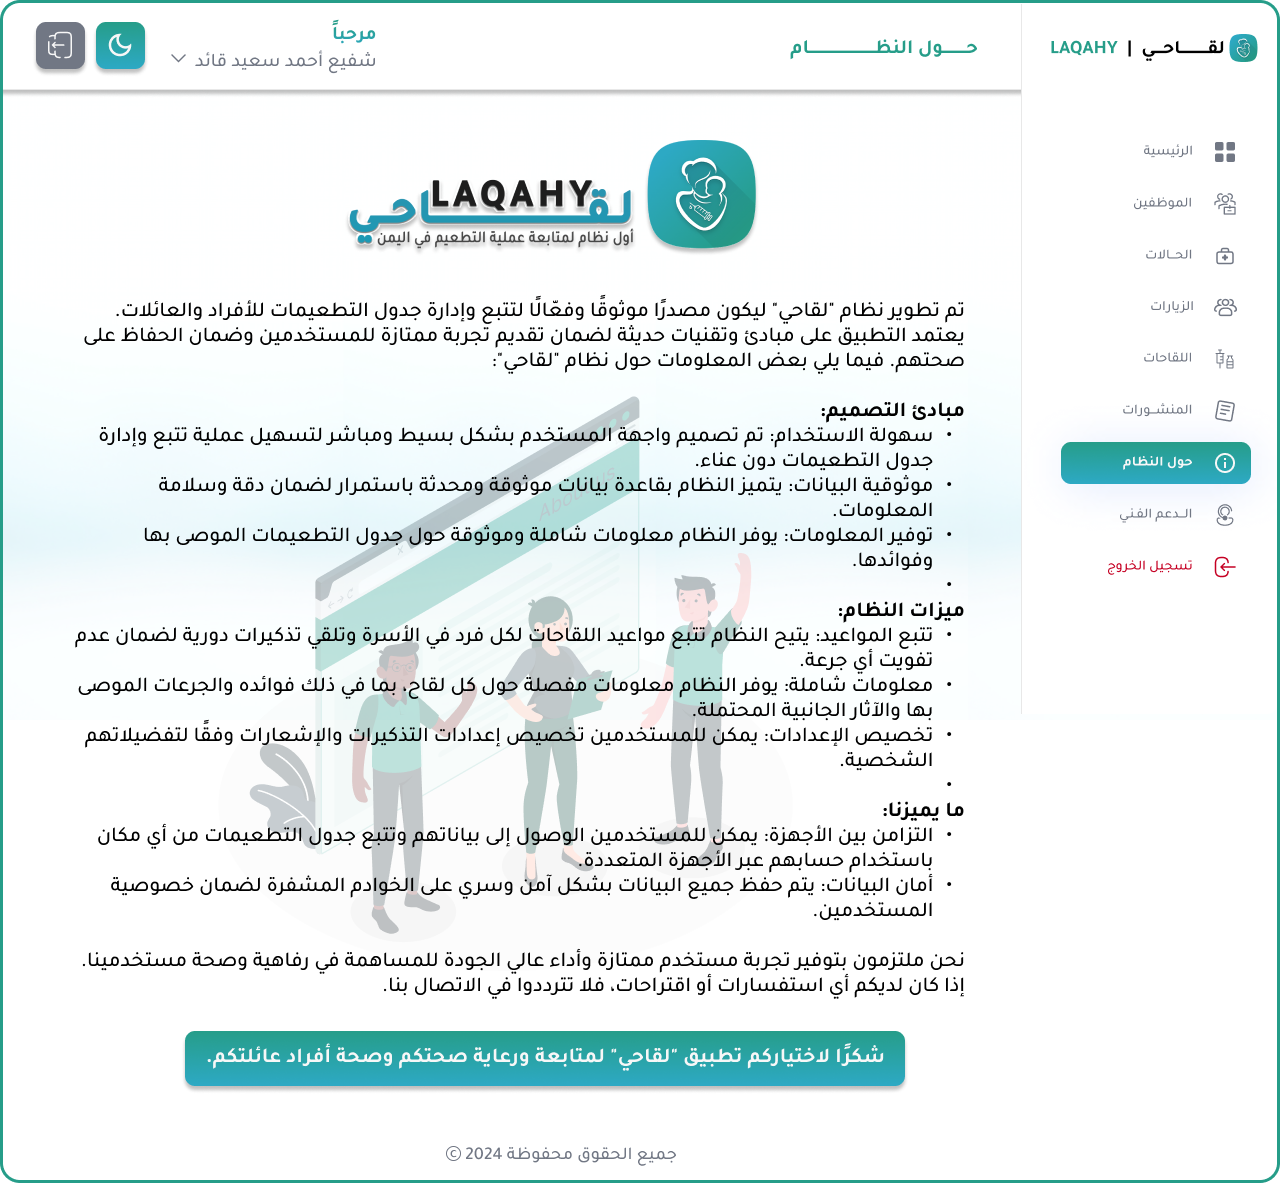 لقـــــاحــي | LAQAHY
حــــول النظــــــــــــام
مرحباً
شفيع أحمد سعيد قائد
الرئيسية
الموظفين
الحـالات
الزيارات
اللقاحات
المنشـورات
حول النظام
الـدعم الفني
تسجيل الخروج
لقـــاحي
LAQAHY
أول نظام لمتابعة عملية التطعيم في اليمن
تم تطوير نظام "لقاحي" ليكون مصدرًا موثوقًا وفعّالًا لتتبع وإدارة جدول التطعيمات للأفراد والعائلات.
يعتمد التطبيق على مبادئ وتقنيات حديثة لضمان تقديم تجربة ممتازة للمستخدمين وضمان الحفاظ على
صحتهم. فيما يلي بعض المعلومات حول نظام "لقاحي":
مبادئ التصميم:
• سهولة الاستخدام: تم تصميم واجهة المستخدم بشكل بسيط ومباشر لتسهيل عملية تتبع وإدارة
جدول التطعيمات دون عناء.
• موثوقية البيانات: يتميز النظام بقاعدة بيانات موثوقة ومحدثة باستمرار لضمان دقة وسلامة
المعلومات.
• توفير المعلومات: يوفر النظام معلومات شاملة وموثوقة حول جدول التطعيمات الموصى بها
وفوائدها.
•
ميزات النظام:
• تتبع المواعيد: يتيح النظام تتبع مواعيد اللقاحات لكل فرد في الأسرة وتلقي تذكيرات دورية لضمان عدم
تفويت أي جرعة.
• معلومات شاملة: يوفر النظام معلومات مفصلة حول كل لقاح، بما في ذلك فوائده والجرعات الموصى
بها والآثار الجانبية المحتملة.
• تخصيص الإعدادات: يمكن للمستخدمين تخصيص إعدادات التذكيرات والإشعارات وفقًا لتفضيلاتهم
الشخصية.
•
ما يميزنا:
• التزامن بين الأجهزة: يمكن للمستخدمين الوصول إلى بياناتهم وتتبع جدول التطعيمات من أي مكان
باستخدام حسابهم عبر الأجهزة المتعددة.
• أمان البيانات: يتم حفظ جميع البيانات بشكل آمن وسري على الخوادم المشفرة لضمان خصوصية
المستخدمين.
نحن ملتزمون بتوفير تجربة مستخدم ممتازة وأداء عالي الجودة للمساهمة في رفاهية وصحة مستخدمينا.
إذا كان لديكم أي استفسارات أو اقتراحات، فلا تترددوا في الاتصال بنا.
About Us
شكرًا لاختياركم تطبيق "لقاحي" لمتابعة ورعاية صحتكم وصحة أفراد عائلتكم.
جميع الحقوق محفوظة 2024 ©